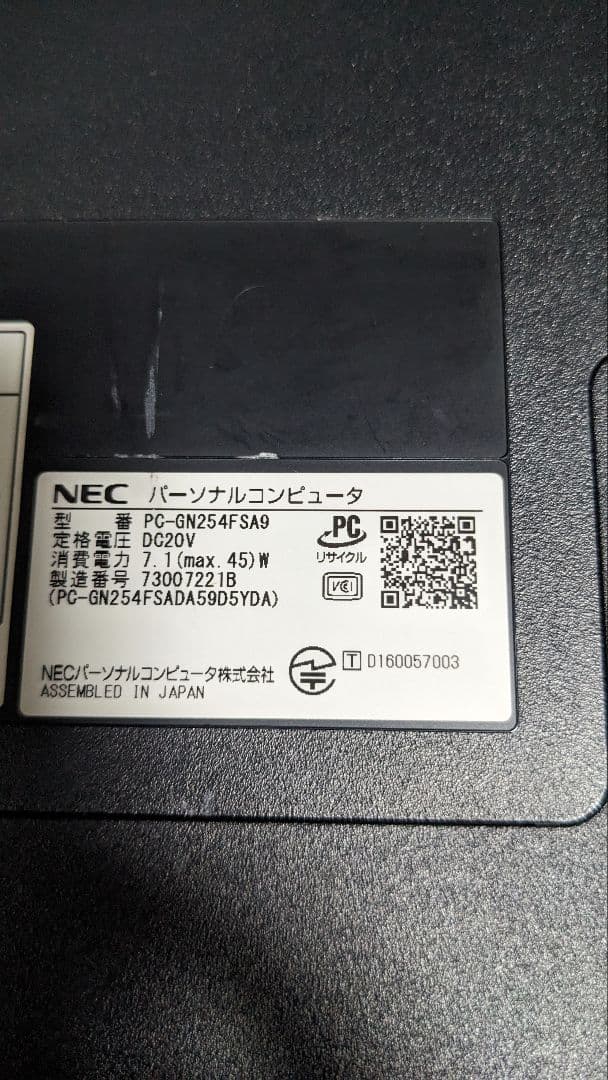 NEC パーソナルコンピュータ
型 番 PC-GN254FSA9
定格電圧 DC20V
消費電力 7.1(max.45)W
製造番号 73007221B
(PC-GN254FSADA59D5YDA)
PC
リサイクル
VCCI
NECパーソナルコンピュータ株式会社
ASSEMBLED IN JAPAN
T D160057003